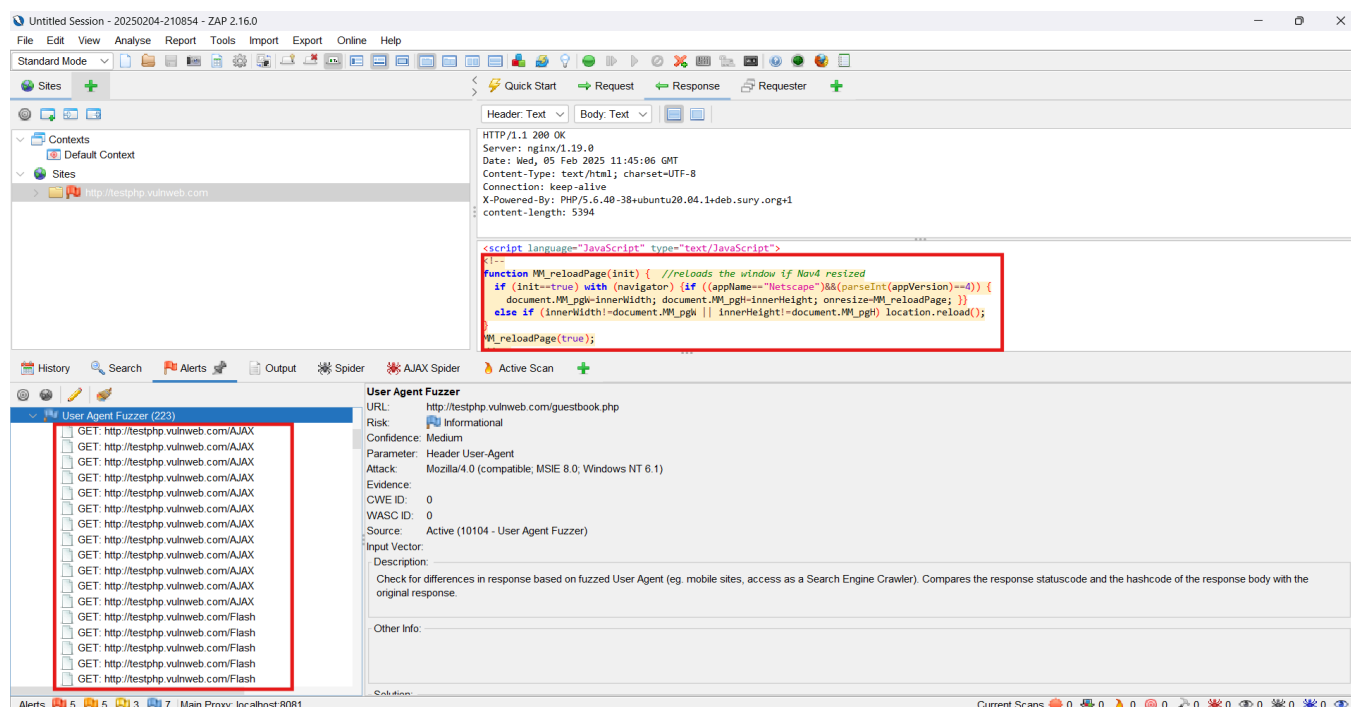 Untitled Session - 20250204-210854 - ZAP 2.16.0
File Edit View Analyse Report Tools Import Export Online Help
Standard Mode
Sites
Quick Start Request Response Requester
Header: Text Body: Text
Contexts
Default Context
Sites
http://testphp.vulnweb.com
HTTP/1.1 200 OK
Server: nginx/1.19.0
Date: Wed, 05 Feb 2025 11:45:06 GMT
Content-Type: text/html; charset=UTF-8
Connection: keep-alive
X-Powered-By: PHP/5.6.40-38+ubuntu20.04.1+deb.sury.org+1
content-length: 5394
<script language="JavaScript" type="text/JavaScript">
<!--
function MM_reloadPage(init) { //reloads the window if Nav4 resized
if (init==true) with (navigator) {if ((appName=="Netscape")&&(parseInt(appVersion)==4)) {
document.MM_pgW=innerWidth; document.MM_pgH=innerHeight; onresize=MM_reloadPage; }}
else if (innerWidth!=document.MM_pgW || innerHeight!=document.MM_pgH) location.reload();
}
MM_reloadPage(true);
History Search Alerts Output Spider AJAX Spider Active Scan
User Agent Fuzzer (223)
GET: http://testphp.vulnweb.com/AJAX
GET: http://testphp.vulnweb.com/AJAX
GET: http://testphp.vulnweb.com/AJAX
GET: http://testphp.vulnweb.com/AJAX
GET: http://testphp.vulnweb.com/AJAX
GET: http://testphp.vulnweb.com/AJAX
GET: http://testphp.vulnweb.com/AJAX
GET: http://testphp.vulnweb.com/AJAX
GET: http://testphp.vulnweb.com/AJAX
GET: http://testphp.vulnweb.com/AJAX
GET: http://testphp.vulnweb.com/AJAX
GET: http://testphp.vulnweb.com/AJAX
GET: http://testphp.vulnweb.com/Flash
GET: http://testphp.vulnweb.com/Flash
GET: http://testphp.vulnweb.com/Flash
GET: http://testphp.vulnweb.com/Flash
GET: http://testphp.vulnweb.com/Flash
User Agent Fuzzer
URL: http://testphp.vulnweb.com/guestbook.php
Risk: Informational
Confidence: Medium
Parameter: Header User-Agent
Attack: Mozilla/4.0 (compatible; MSIE 8.0; Windows NT 6.1)
Evidence:
CWE ID: 0
WASC ID: 0
Source: Active (10104 - User Agent Fuzzer)
Input Vector:
Description:
Check for differences in response based on fuzzed User Agent (eg. mobile sites, access as a Search Engine Crawler). Compares the response statuscode and the hashcode of the response body with the
original response.
Other Info:
Solution:
Alerts 5 5 3 7 Main Proxy: localhost:8081
Current Scans 0 0 0 0 0 0 0 0 0